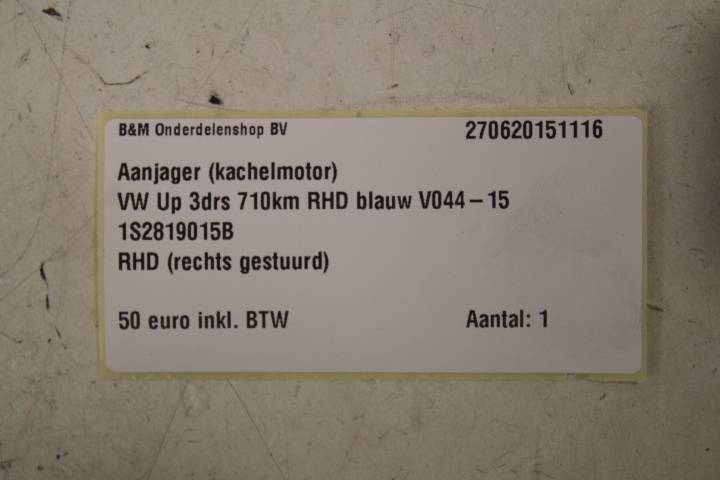 B&M Onderdelenshop BV 270620151116
Aanjager (kachelmotor)
VW Up 3drs 710km RHD blauw V044-15
1S2819015B
RHD (rechts gestuurd)
50 euro inkl. BTW Aantal: 1